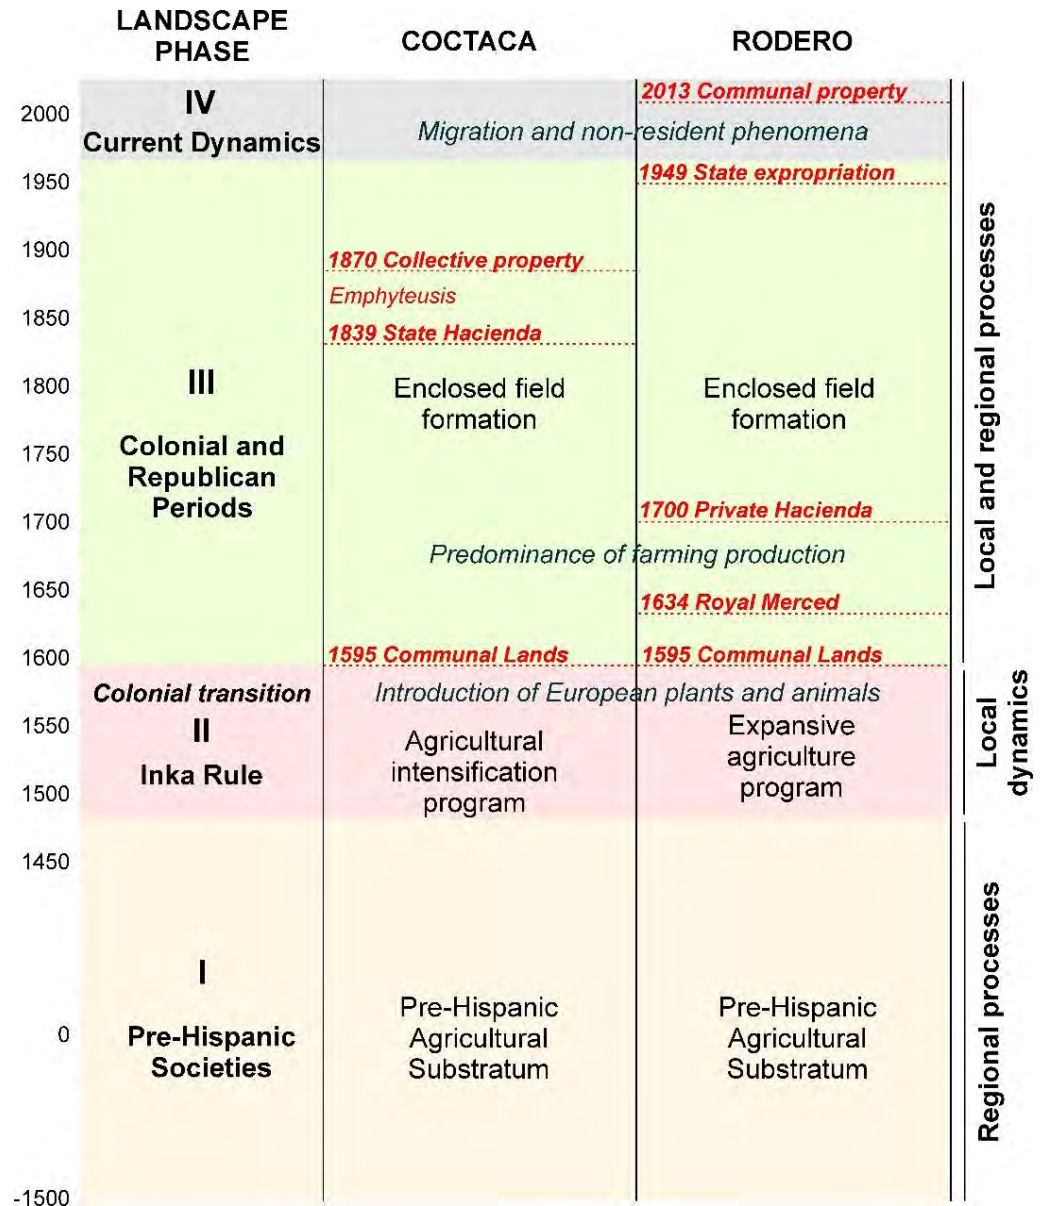 LANDSCAPE
PHASE
COCTACA
RODERO
2000
IV
Current Dynamics
2013 Communal property
Migration and non-resident phenomena
1950
1949 State expropriation
1900
1870 Collective property
Emphyteusis
1850
1839 State Hacienda
1800
III
Enclosed field
formation
Enclosed field
formation
1750
Colonial and
Republican
Periods
1700
1700 Private Hacienda
Predominance of farming production
1650
1634 Royal Merced
1600
1595 Communal Lands
1595 Communal Lands
Local and regional processes
Colonial transition
Introduction of European plants and animals
1550
II
Inka Rule
Agricultural
intensification
program
Expansive
agriculture
program
1500
Local
dynamics
1450
I
Pre-Hispanic
Societies
0
Pre-Hispanic
Agricultural
Substratum
Pre-Hispanic
Agricultural
Substratum
Regional processes
-1500